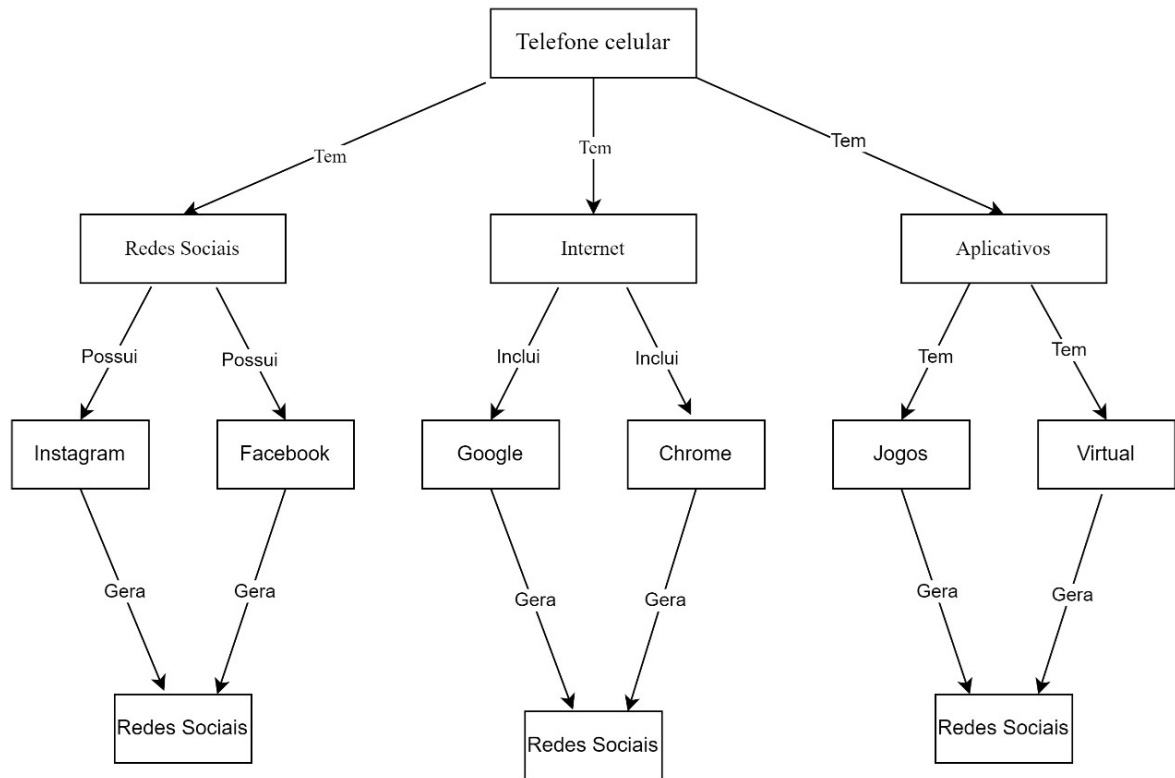 Telefone celular
Tem
Tem
Tem
Redes Sociais
Internet
Aplicativos
Possui
Possui
Inclui
Inclui
Tem
Tem
Instagram
Facebook
Google
Chrome
Jogos
Virtual
Gera
Gera
Gera
Gera
Gera
Gera
Redes Sociais
Redes Sociais
Redes Sociais